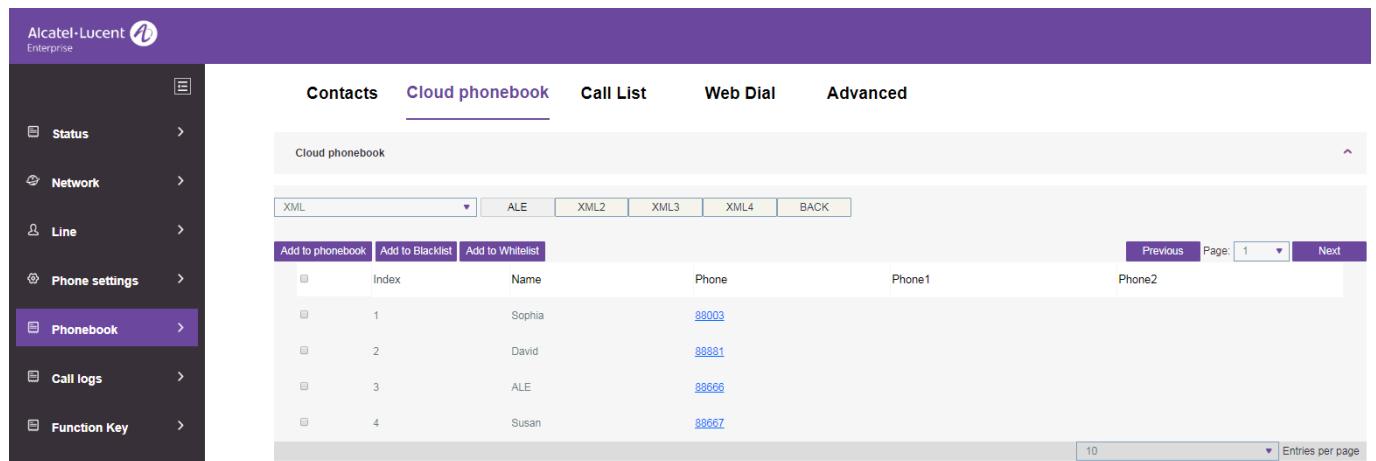 Alcatel·Lucent
Enterprise
Contacts Cloud phonebook Call List Web Dial Advanced
Status
Cloud phonebook
Network
XML ALE XML2 XML3 XML4 BACK
Line
Add to phonebook Add to Blacklist Add to Whitelist Previous Page: 1 Next
Phone settings
Index Name Phone Phone1 Phone2
Phonebook
1 Sophia 88003
2 David 88881
Call logs
3 ALE 88666
Function Key
4 Susan 88667
10 Entries per page